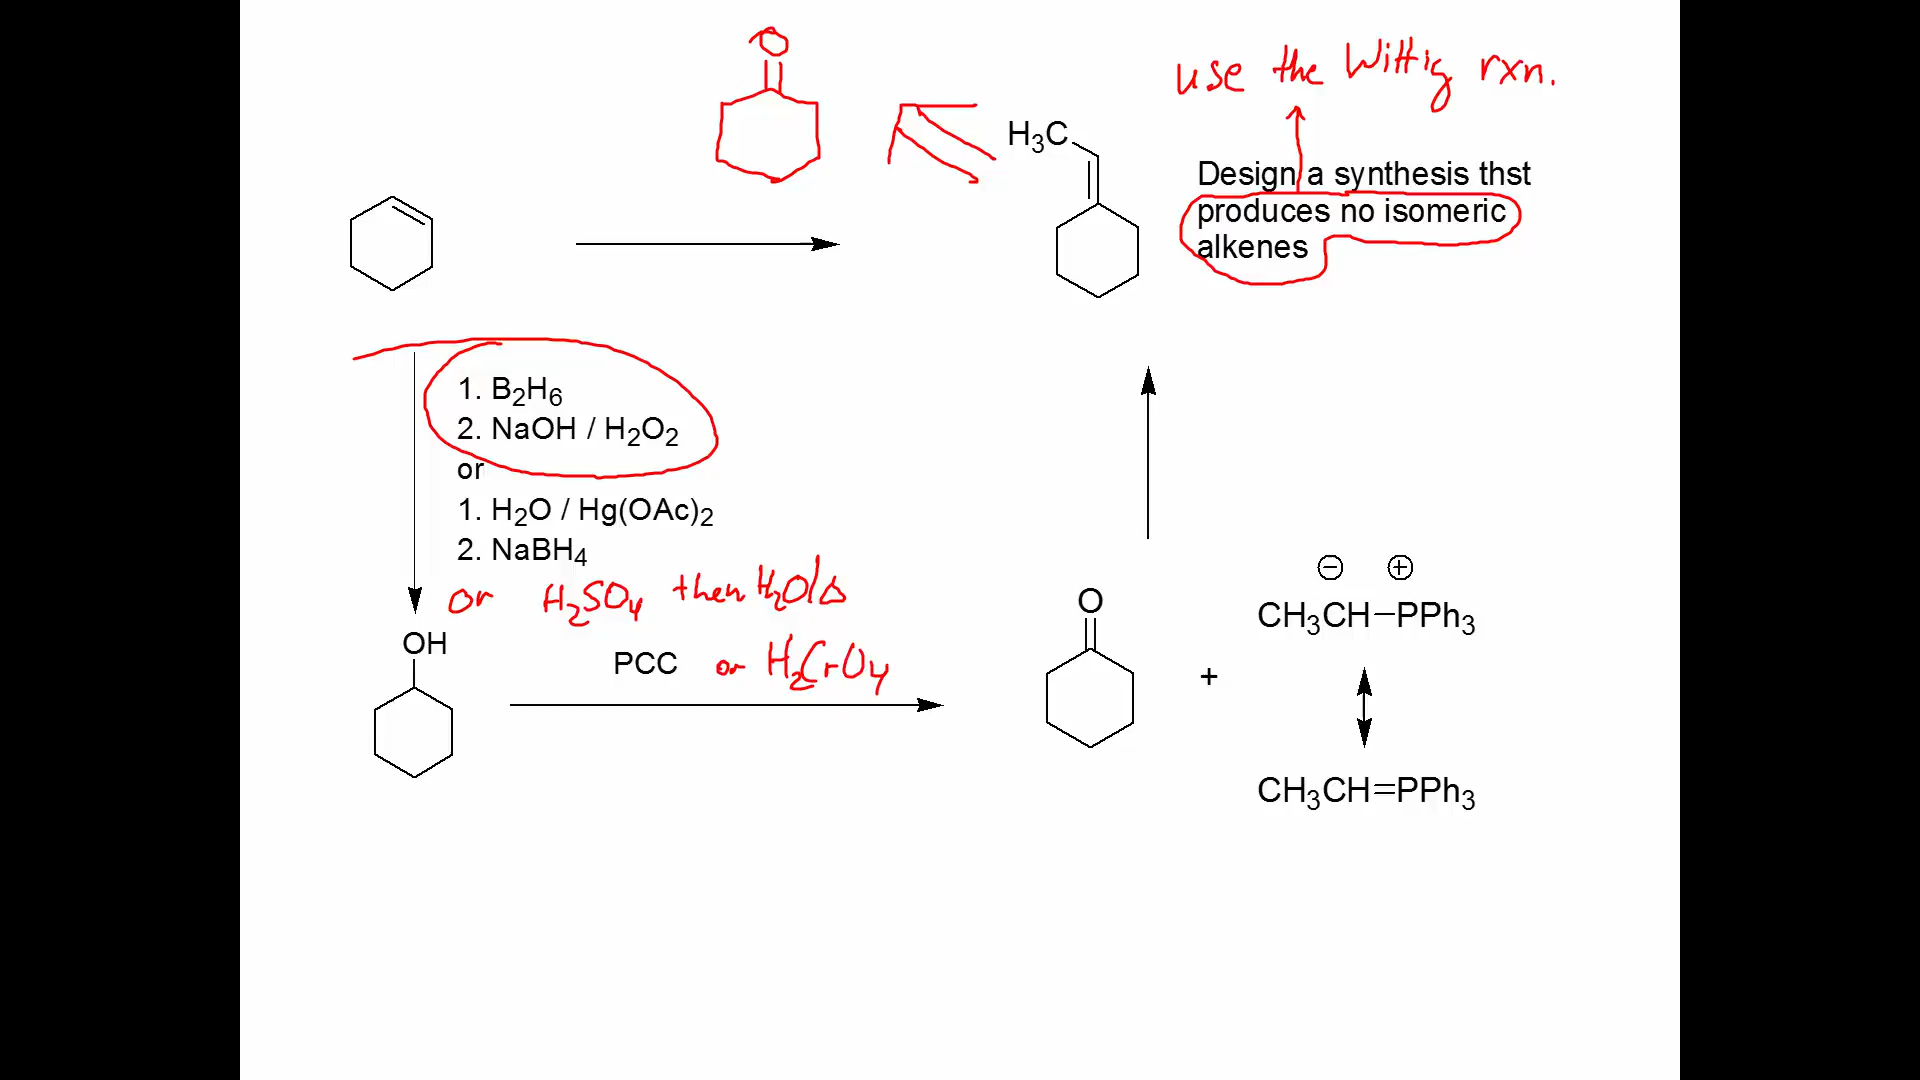 O
use the Wittig rxn.
H₃C
Design a synthesis thst
produces no isomeric
alkenes
1. B₂H₆
2. NaOH / H₂O₂
or
1. H₂O / Hg(OAc)₂
2. NaBH₄
or H₂SO₄ then H₂O/Δ
OH
PCC or H₂CrO₄
O
+
⊖ ⊕
CH₃CH–PPh₃
CH₃CH=PPh₃